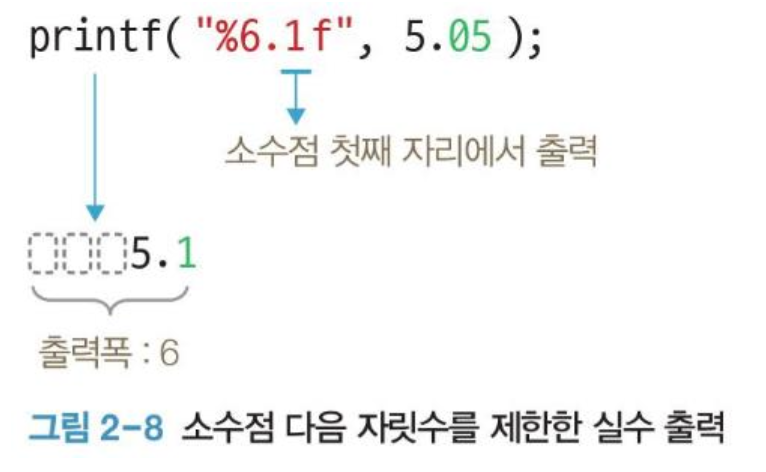 printf( "%6.1f", 5.05 );
소수점 첫째 자리에서 출력
5.1
출력폭 : 6
그림 2-8 소수점 다음 자릿수를 제한한 실수 출력